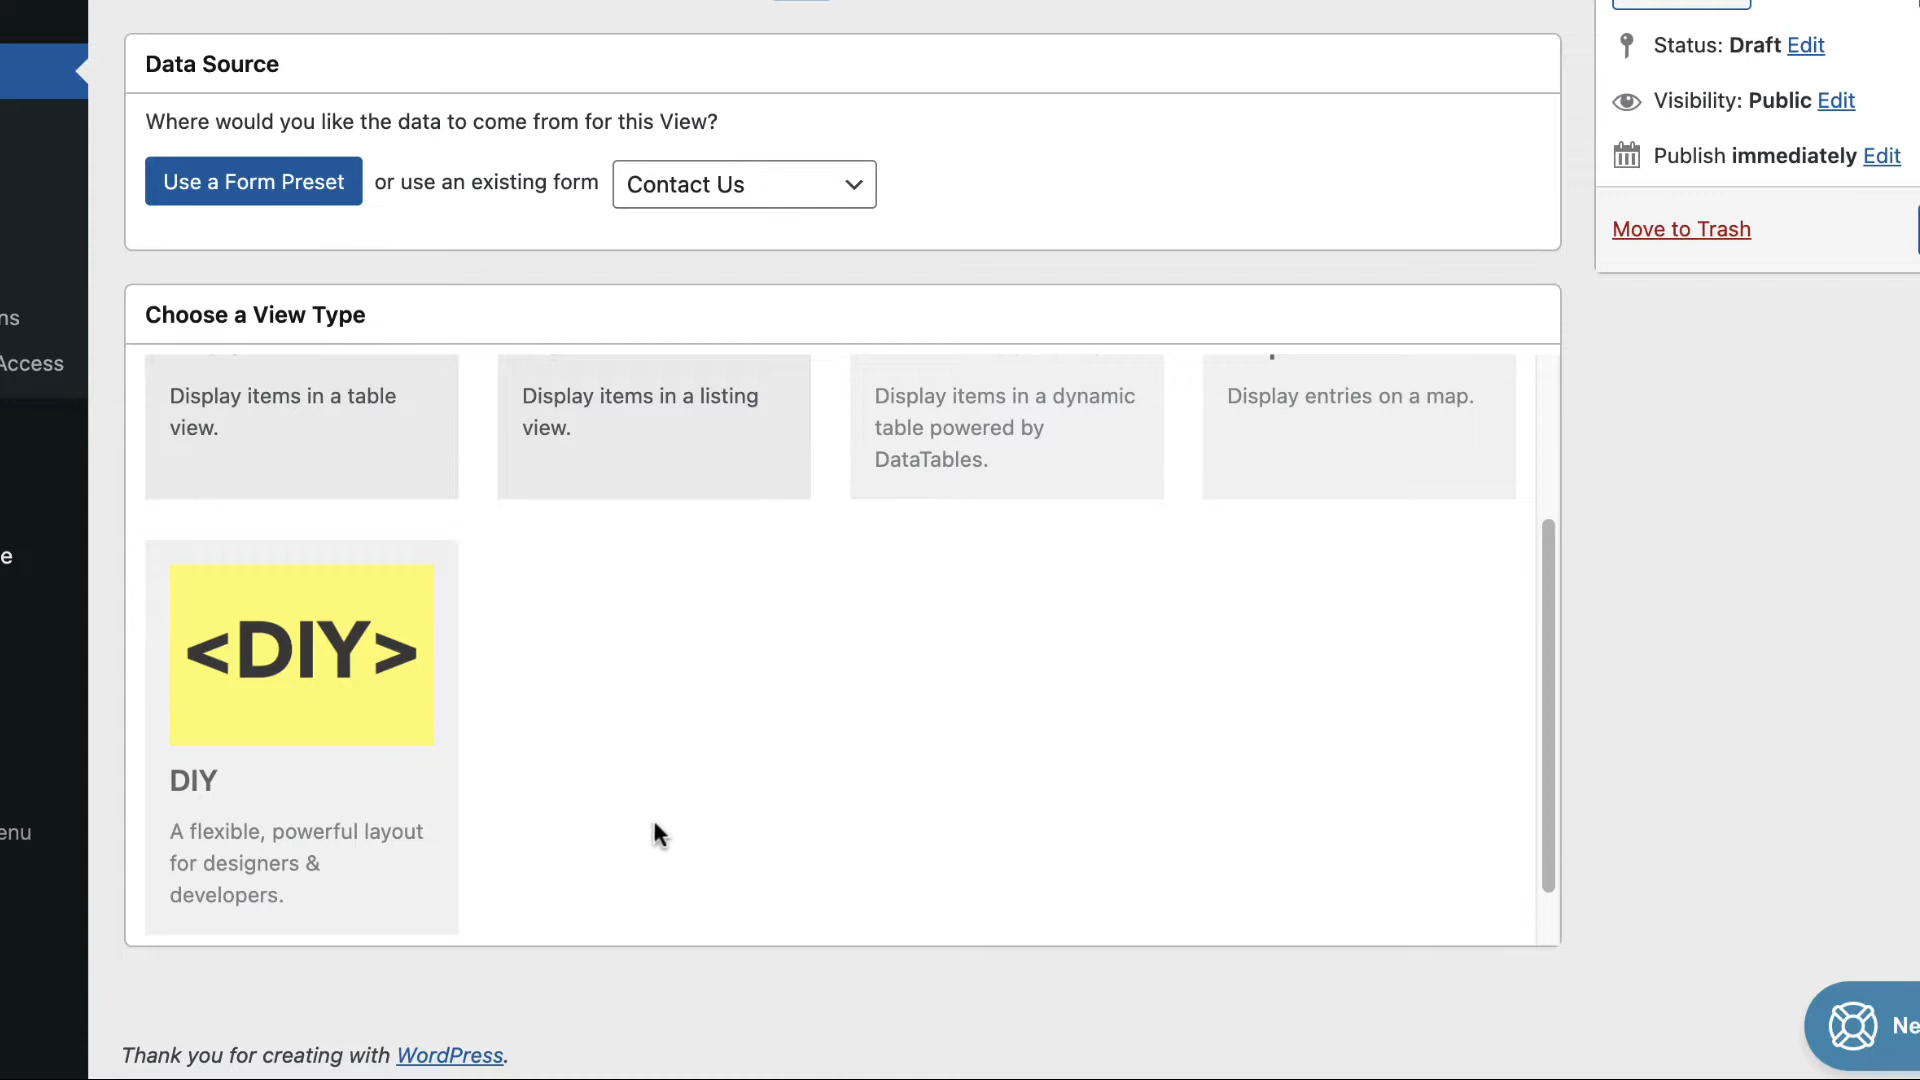 Data Source
Where would you like the data to come from for this View?
Use a Form Preset or use an existing form Contact Us
Status: Draft Edit
Visibility: Public Edit
Publish immediately Edit
Move to Trash
Choose a View Type
Display items in a table
view.
Display items in a listing
view.
Display items in a dynamic
table powered by
DataTables.
Display entries on a map.
<DIY>
DIY
A flexible, powerful layout
for designers &
developers.
ns
Access
e
enu
Ne
Thank you for creating with WordPress.